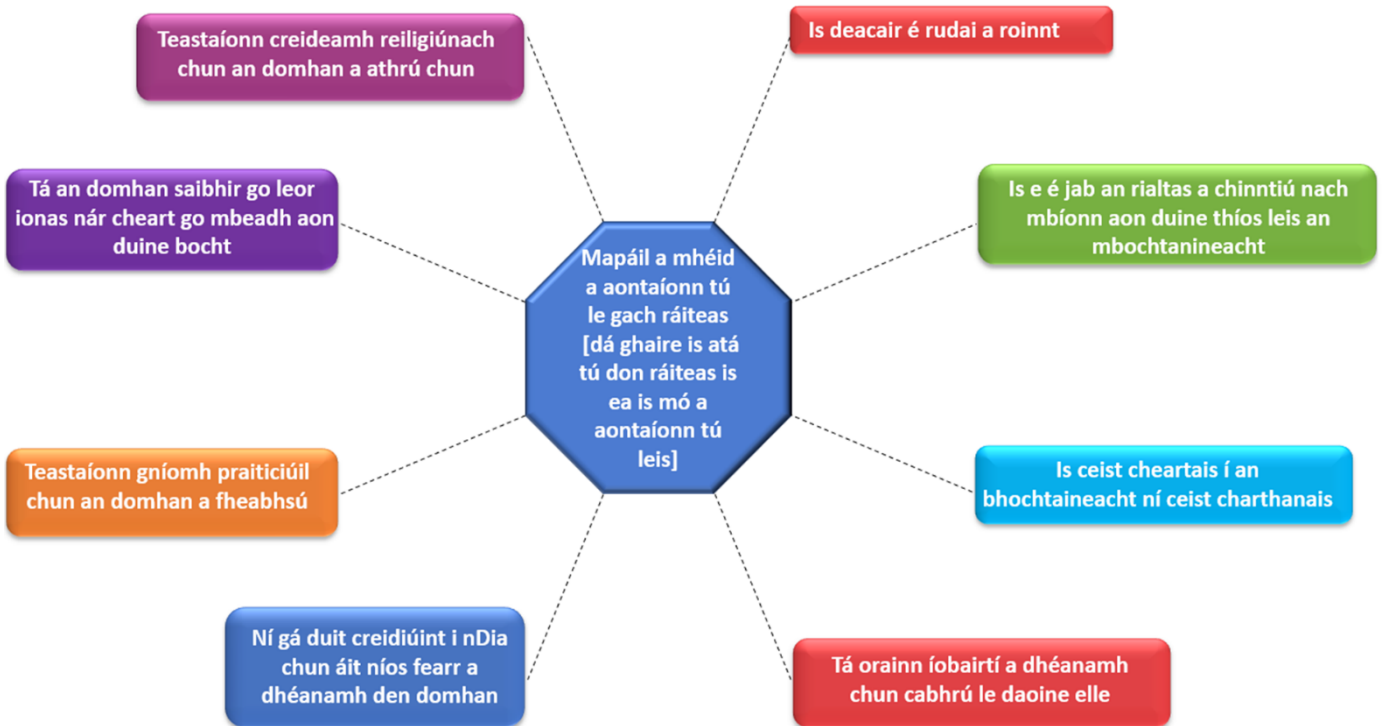 Teastaíonn creideamh reiligiúnach
chun an domhan a athrú chun
Is deacair é rudai a roinnt
Tá an domhan saibhir go leor
ionas nár cheart go mbeadh aon
duine bocht
Is e é jab an rialtas a chinntiú nach
mbíonn aon duine thíos leis an
mbochtanineacht
Mapáil a mhéid
a aontaíonn tú
le gach ráiteas
[dá ghaire is atá
tú don ráiteas is
ea is mó a
aontaíonn tú
leis]
Teastaíonn gníomh praiticiúil
chun an domhan a fheabhsú
Is ceist cheartais í an
bhochtaineacht ní ceist charthanais
Ní gá duit creidiúint i nDia
chun áit níos fearr a
dhéanamh den domhan
Tá orainn íobairtí a dhéanamh
chun cabhrú le daoine elle